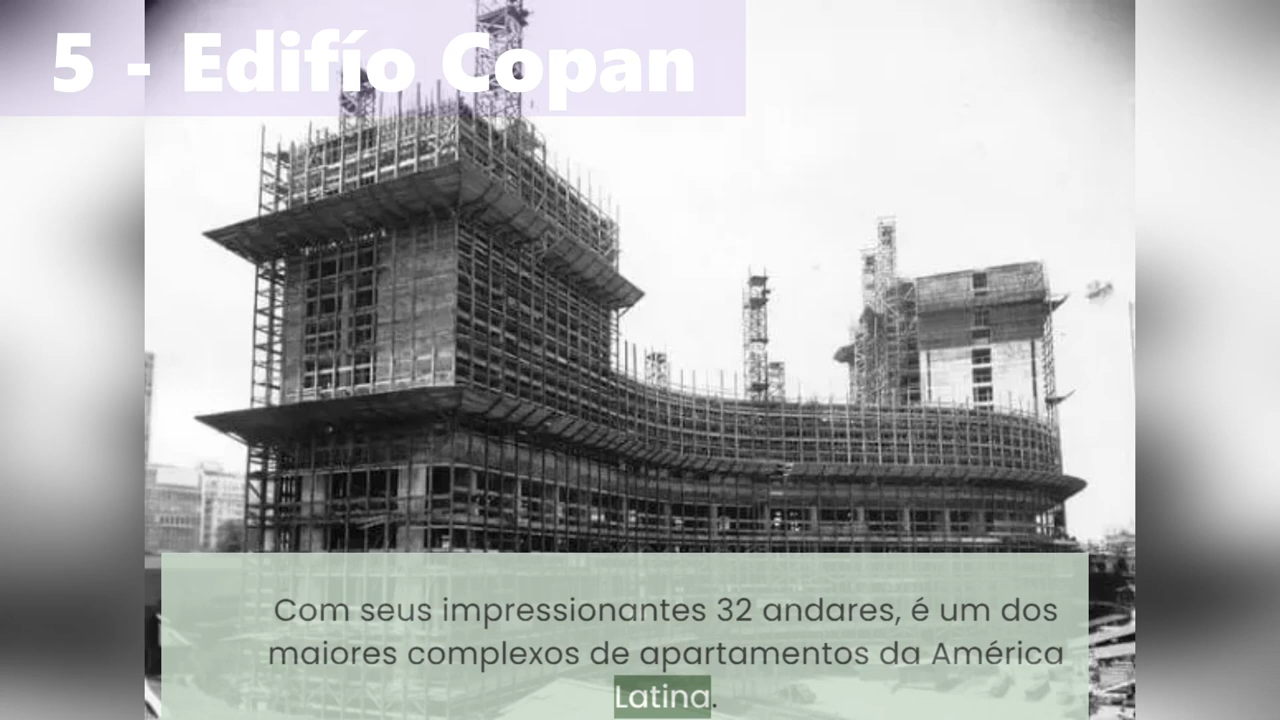 5 - Edifío Copan
Com seus impressionantes 32 andares, é um dos
maiores complexos de apartamentos da América
Latina.